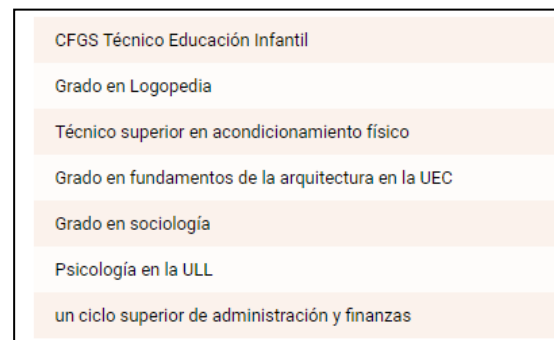 CFGS Técnico Educación Infantil
Grado en Logopedia
Técnico superior en acondicionamiento físico
Grado en fundamentos de la arquitectura en la UEC
Grado en sociología
Psicología en la ULL
un ciclo superior de administración y finanzas